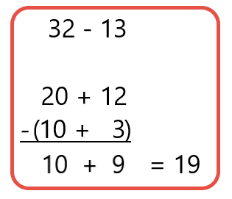 32 - 13
20 + 12
-(10 + 3)
10 + 9 = 19